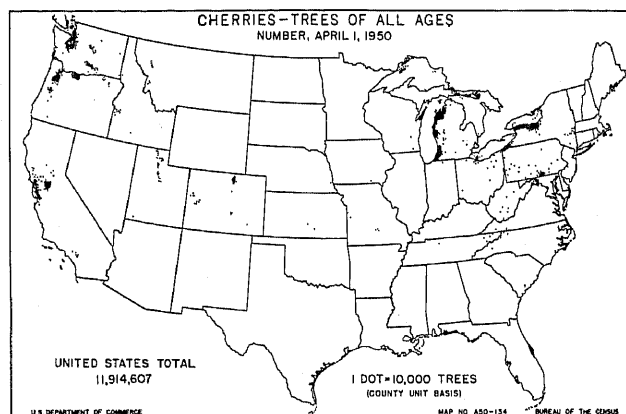 CHERRIES-TREES OF ALL AGES
NUMBER, APRIL 1, 1950
UNITED STATES TOTAL
11,914,607
1 DOT=10,000 TREES
(COUNTY UNIT BASIS)
U.S. DEPARTMENT OF COMMERCE
MAP NO. A50-134
BUREAU OF THE CENSUS